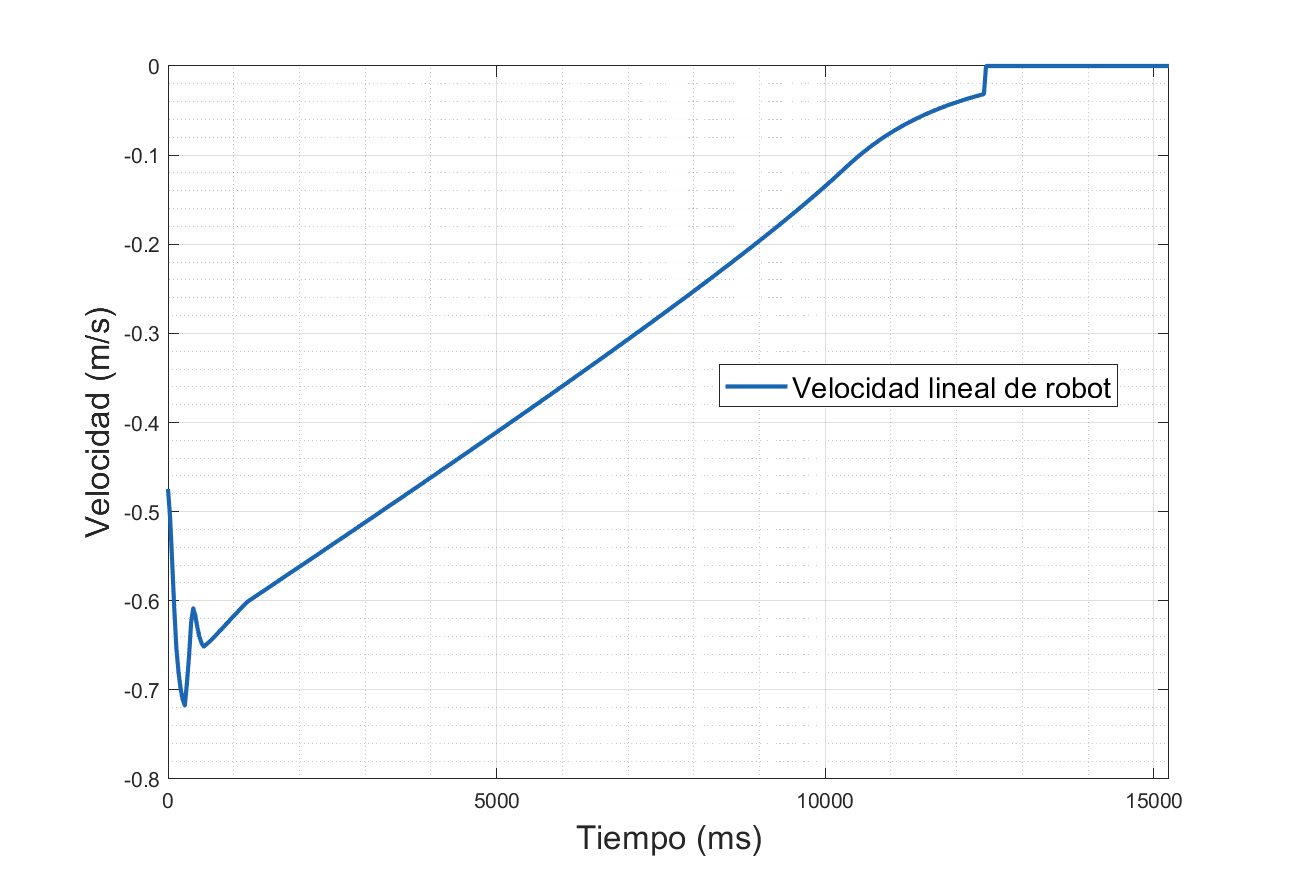 0
-0.1
-0.2
-0.3
-0.4
-0.5
-0.6
-0.7
-0.8
Velocidad (m/s)
Velocidad lineal de robot
0 5000 10000 15000
Tiempo (ms)